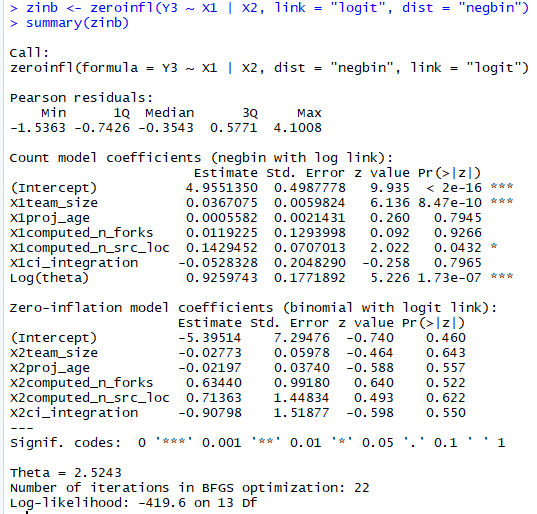 > zinb <- zeroinfl(Y3 ~ X1 | X2, link = "logit", dist = "negbin")
> summary(zinb)
Call:
zeroinfl(formula = Y3 ~ X1 | X2, dist = "negbin", link = "logit")
Pearson residuals:
    Min      1Q  Median      3Q     Max
-1.5363 -0.7426 -0.3543  0.5771  4.1008
Count model coefficients (negbin with log link):
                      Estimate Std. Error z value Pr(>|z|)
(Intercept)          4.9551350  0.4987778   9.935  < 2e-16 ***
X1team_size          0.0367075  0.0059824   6.136 8.47e-10 ***
X1proj_age           0.0005582  0.0021431   0.260   0.7945
X1computed_n_forks   0.0119225  0.1293998   0.092   0.9266
X1computed_n_src_loc 0.1429452  0.0707013   2.022   0.0432 *
X1ci_integration    -0.0528328  0.2048290  -0.258   0.7965
Log(theta)           0.9259743  0.1771892   5.226 1.73e-07 ***
Zero-inflation model coefficients (binomial with logit link):
                     Estimate Std. Error z value Pr(>|z|)
(Intercept)          -5.39514    7.29476  -0.740    0.460
X2team_size          -0.02773    0.05978  -0.464    0.643
X2proj_age           -0.02197    0.03740  -0.588    0.557
X2computed_n_forks    0.63440    0.99180   0.640    0.522
X2computed_n_src_loc  0.71363    1.44834   0.493    0.622
X2ci_integration     -0.90798    1.51877  -0.598    0.550
---
Signif. codes:  0 '***' 0.001 '**' 0.01 '*' 0.05 '.' 0.1 ' ' 1
Theta = 2.5243
Number of iterations in BFGS optimization: 22
Log-likelihood: -419.6 on 13 Df